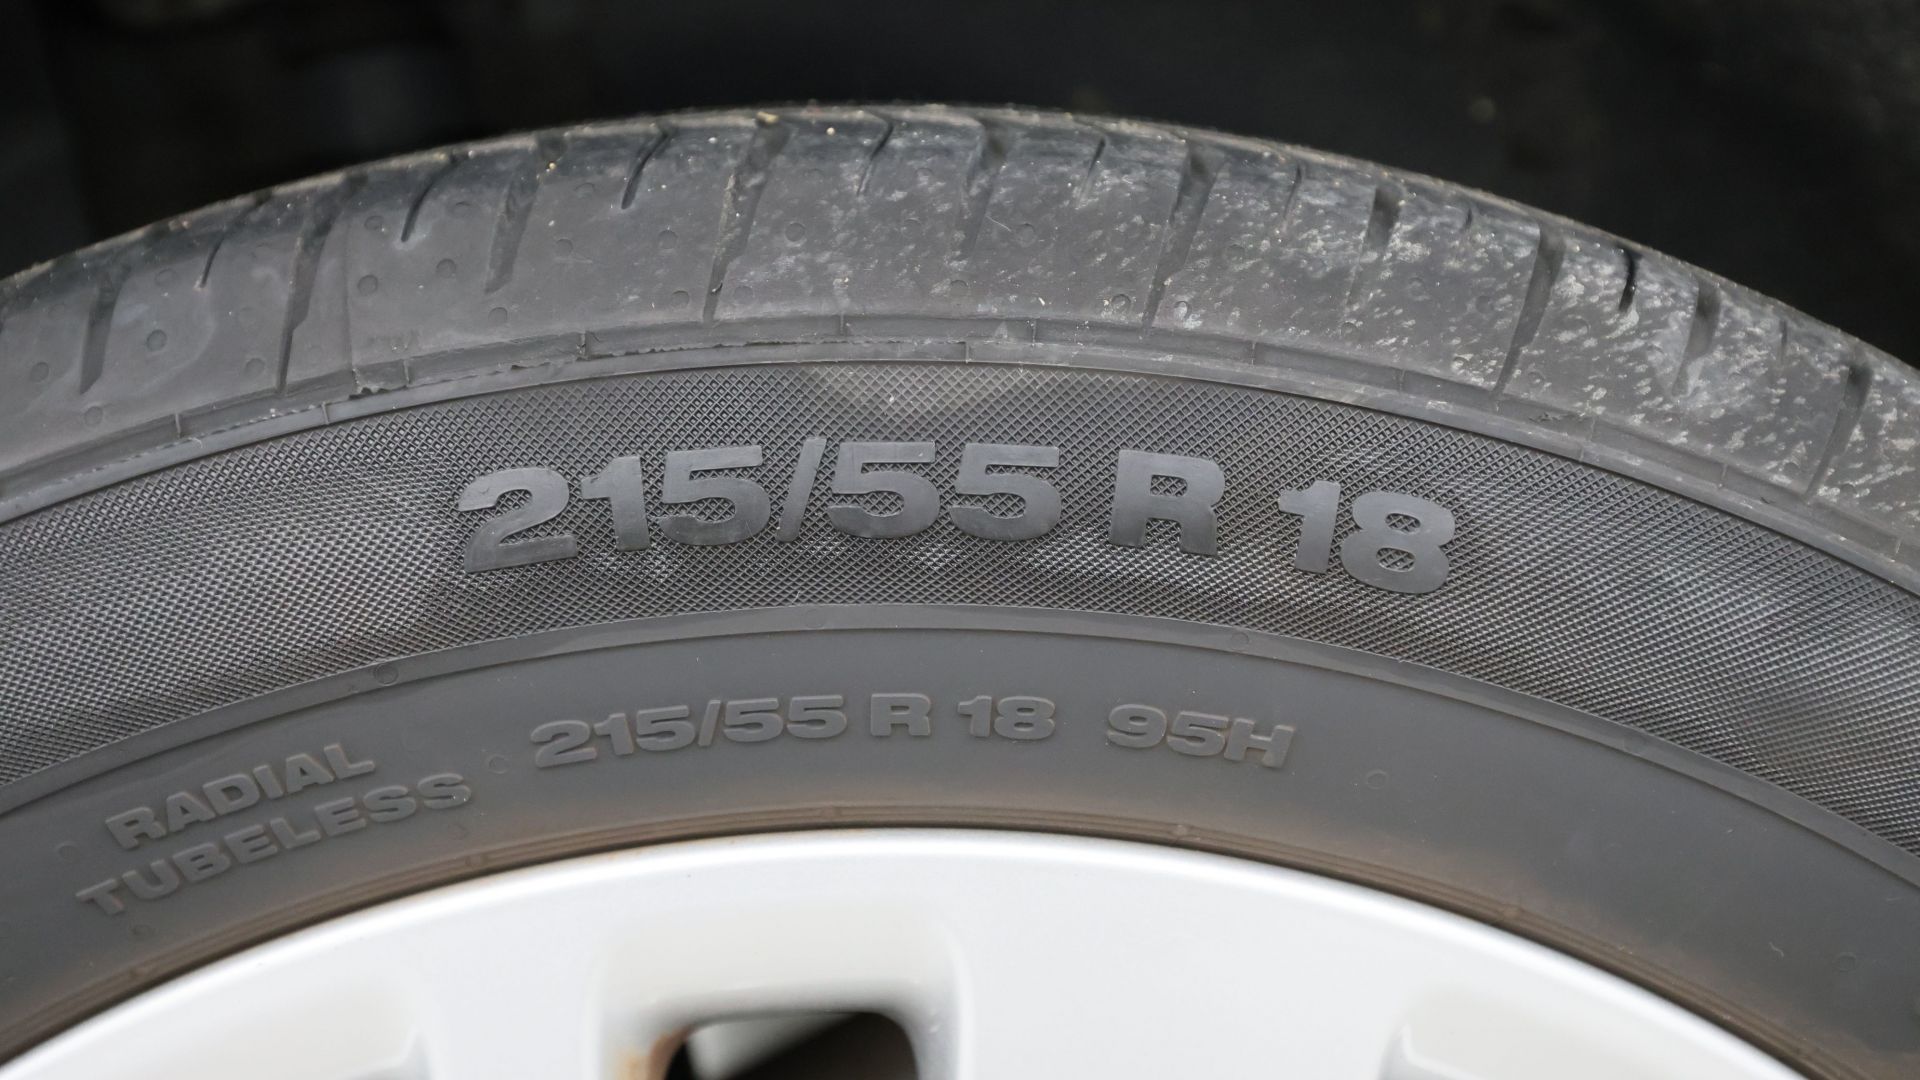 215/55 R 18
215/55 R 18 95H
RADIAL
TUBELESS